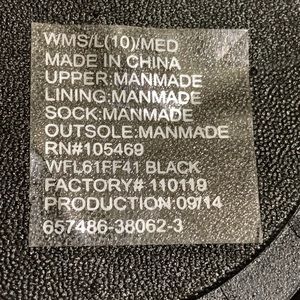 WMS/L(10)/MED
MADE IN CHINA
UPPER:MANMADE
LINING:MANMADE
SOCK:MANMADE
OUTSOLE:MANMADE
RN#105469
WFL61FF41 BLACK
FACTORY# 110119
PRODUCTION:09/14
657486-38062-3